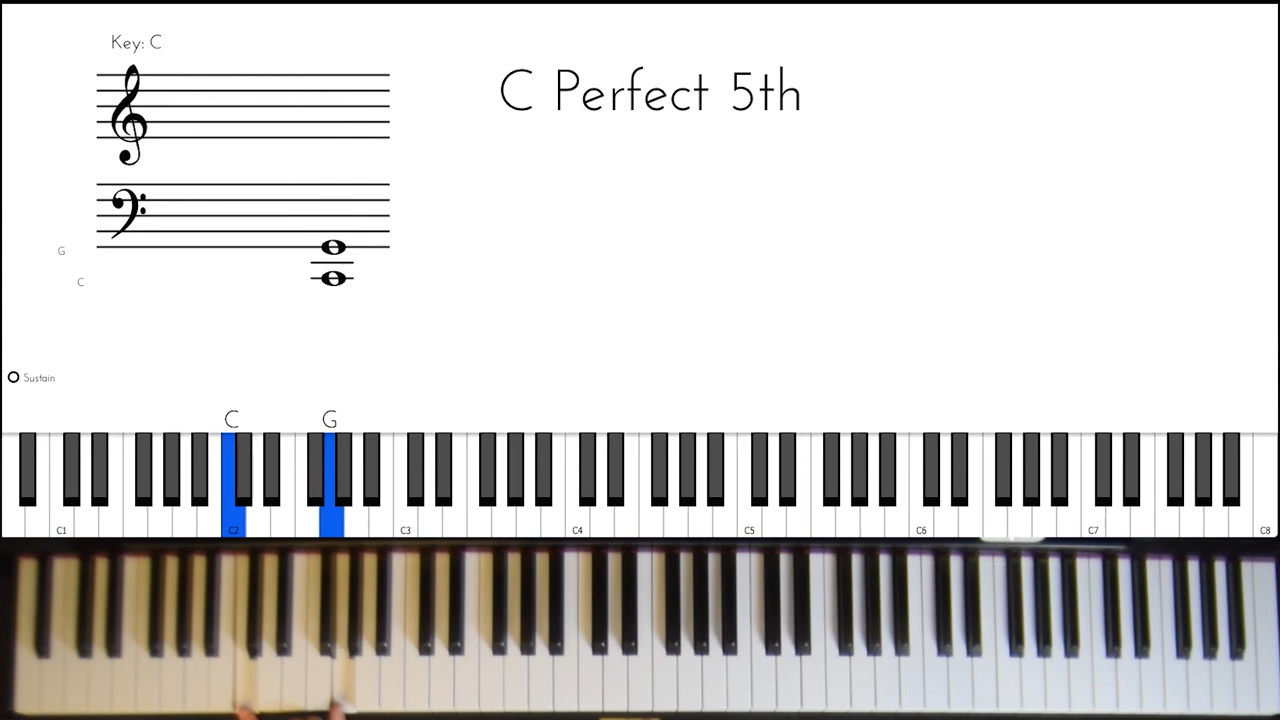 Key: C
C Perfect 5th
G
C
Sustain
C G
C1 C2 C3 C4 C5 C6 C7 C8